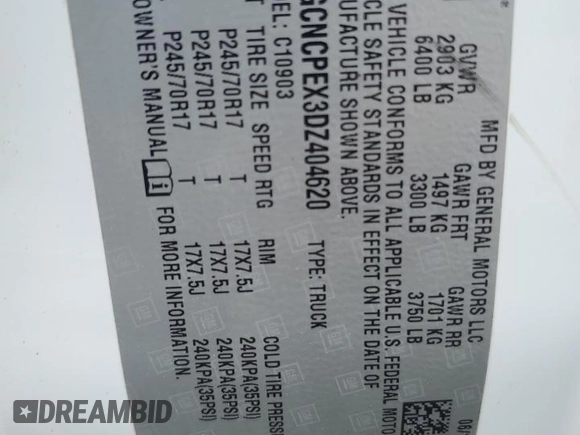 MFD BY GENERAL MOTORS LLC 06/
GVWR GAWR FRT GAWR RR
2903 KG 1497 KG 1701 KG
6400 LB 3300 LB 3750 LB
VEHICLE CONFORMS TO ALL APPLICABLE U.S. FEDERAL MOTO
CLE SAFETY STANDARDS IN EFFECT ON THE DATE OF
UFACTURE SHOWN ABOVE.
GCNCPEX3DZ404620 TYPE: TRUCK
DEL: C10903
TIRE SIZE SPEED RTG RIM COLD TIRE PRESS
P245/70R17 T 17X7.5J 240KPA(35PSI)
P245/70R17 T 17X7.5J 240KPA(35PSI)
P245/70R17 T 17X7.5J 240KPA(35PSI)
OWNER'S MANUAL FOR MORE INFORMATION.
DREAMBID